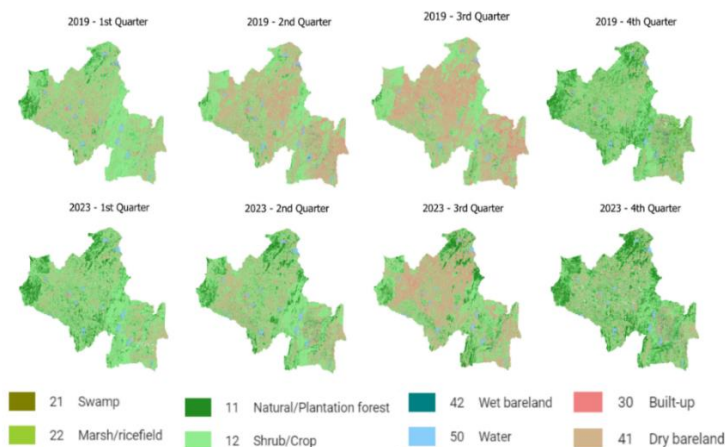 2019 - 1st Quarter
2019 - 2nd Quarter
2019 - 3rd Quarter
2019 - 4th Quarter
2023 - 1st Quarter
2023 - 2nd Quarter
2023 - 3rd Quarter
2023 - 4th Quarter
21 Swamp
11 Natural/Plantation forest
42 Wet bareland
30 Built-up
22 Marsh/ricefield
12 Shrub/Crop
50 Water
41 Dry bareland